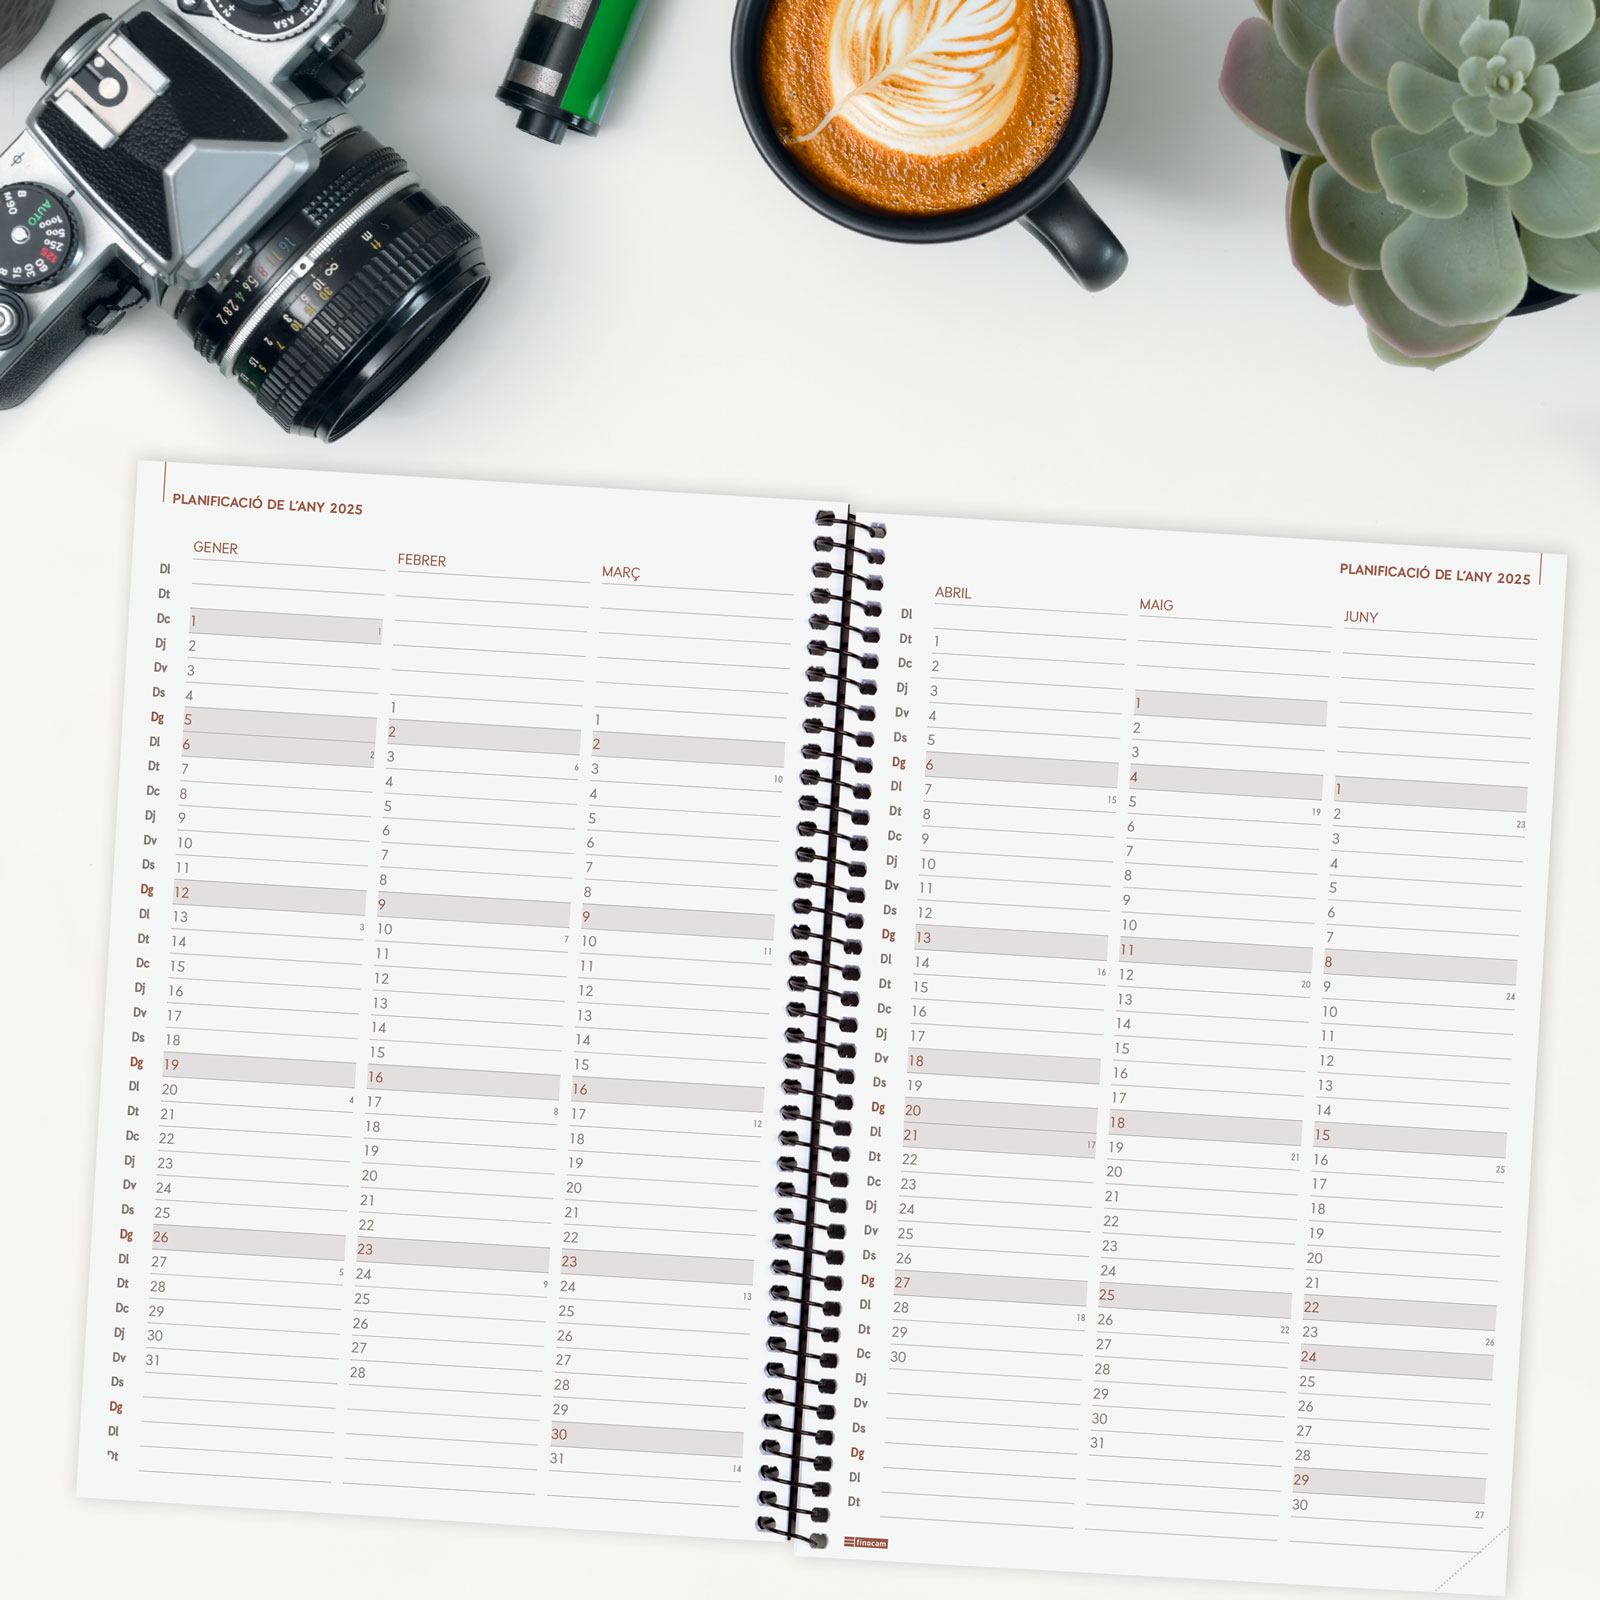 ASA
AUTO
PLANIFICACIÓ DE L'ANY 2025
GENER
FEBRER
MARÇ
Dl
Dt
Dc 1 1
Dj 2
Dv 3
Ds 4 1 1
Dg 5 2 2
Dl 6 2 3 6 3 10
Dt 7 4 4
Dc 8 5 5
Dj 9 6 6
Dv 10 7 7
Ds 11 8 8
Dg 12 9 9
Dl 13 3 10 7 10 11
Dt 14 11 11
Dc 15 12 12
Dj 16 13 13
Dv 17 14 14
Ds 18 15 15
Dg 19 16 16
Dl 20 4 17 8 17 12
Dt 21 18 18
Dc 22 19 19
Dj 23 20 20
Dv 24 21 21
Ds 25 22 22
Dg 26 23 23
Dl 27 5 24 9 24 13
Dt 28 25 25
Dc 29 26 26
Dj 30 27 27
Dv 31 28 28
Ds 29
Dg 30
Dl 31 14
Dt
PLANIFICACIÓ DE L'ANY 2025
ABRIL
MAIG
JUNY
Dl
Dt 1
Dc 2
Dj 3 1
Dv 4 2
Ds 5 3
Dg 6 4 1
Dl 7 15 5 19 2 23
Dt 8 6 3
Dc 9 7 4
Dj 10 8 5
Dv 11 9 6
Ds 12 10 7
Dg 13 11 8
Dl 14 16 12 20 9 24
Dt 15 13 10
Dc 16 14 11
Dj 17 15 12
Dv 18 16 13
Ds 19 17 14
Dg 20 18 15
Dl 21 17 19 21 16 25
Dt 22 20 17
Dc 23 21 18
Dj 24 22 19
Dv 25 23 20
Ds 26 24 21
Dg 27 25 22
Dl 28 18 26 22 23 26
Dt 29 27 24
Dc 30 28 25
Dj 29 26
Dv 30 27
Ds 31 28
Dg 29
Dl 30 27
Dt
finocam